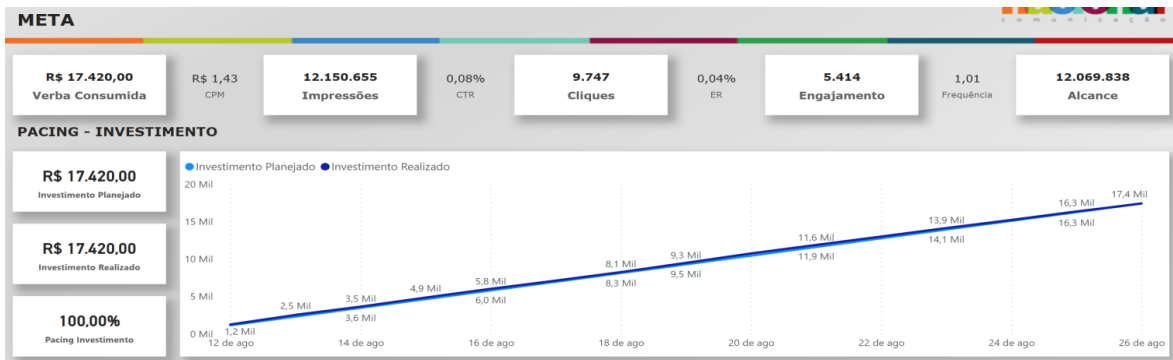 META
comunicação
R$ 17.420,00
Verba Consumida
R$ 1,43
CPM
12.150.655
Impressões
0,08%
CTR
9.747
Cliques
0,04%
ER
5.414
Engajamento
1,01
Frequência
12.069.838
Alcance
PACING - INVESTIMENTO
R$ 17.420,00
Investimento Planejado
R$ 17.420,00
Investimento Realizado
100,00%
Pacing Investimento
Investimento Planejado Investimento Realizado
20 Mil
15 Mil
10 Mil
5 Mil
0 Mil
1,2 Mil
2,5 Mil
3,5 Mil
3,6 Mil
4,9 Mil
5,8 Mil
6,0 Mil
8,1 Mil
8,3 Mil
9,3 Mil
9,5 Mil
11,6 Mil
11,9 Mil
13,9 Mil
14,1 Mil
16,3 Mil
16,3 Mil
17,4 Mil
12 de ago 14 de ago 16 de ago 18 de ago 20 de ago 22 de ago 24 de ago 26 de ago